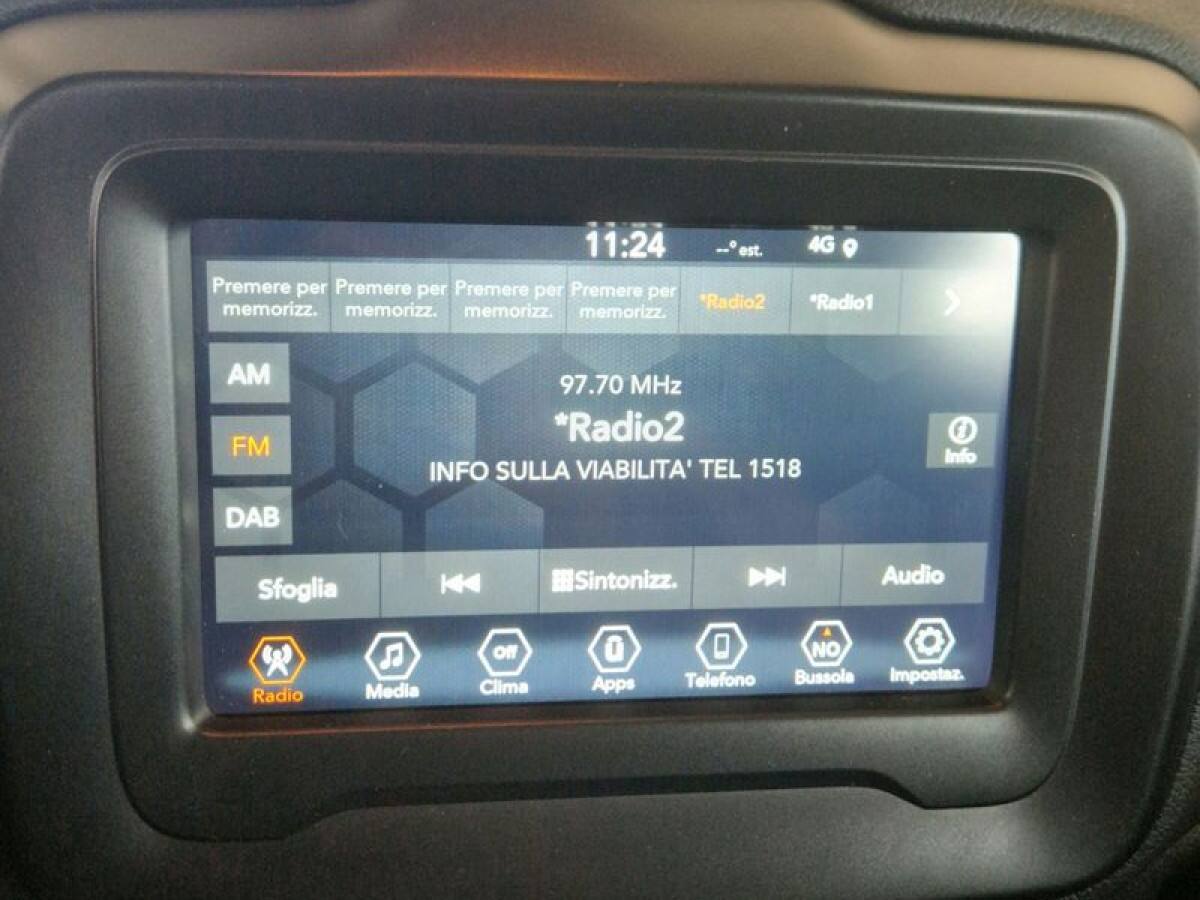 11:24 --° est. 4G
Premere per memorizz. Premere per memorizz. Premere per memorizz. Premere per memorizz. *Radio2 *Radio1
AM
97.70 MHz
*Radio2
FM
Info
INFO SULLA VIABILITA' TEL 1518
DAB
Sfoglia Sintonizz. Audio
Off NO
Radio Media Clima Apps Telefono Bussola Impostaz.